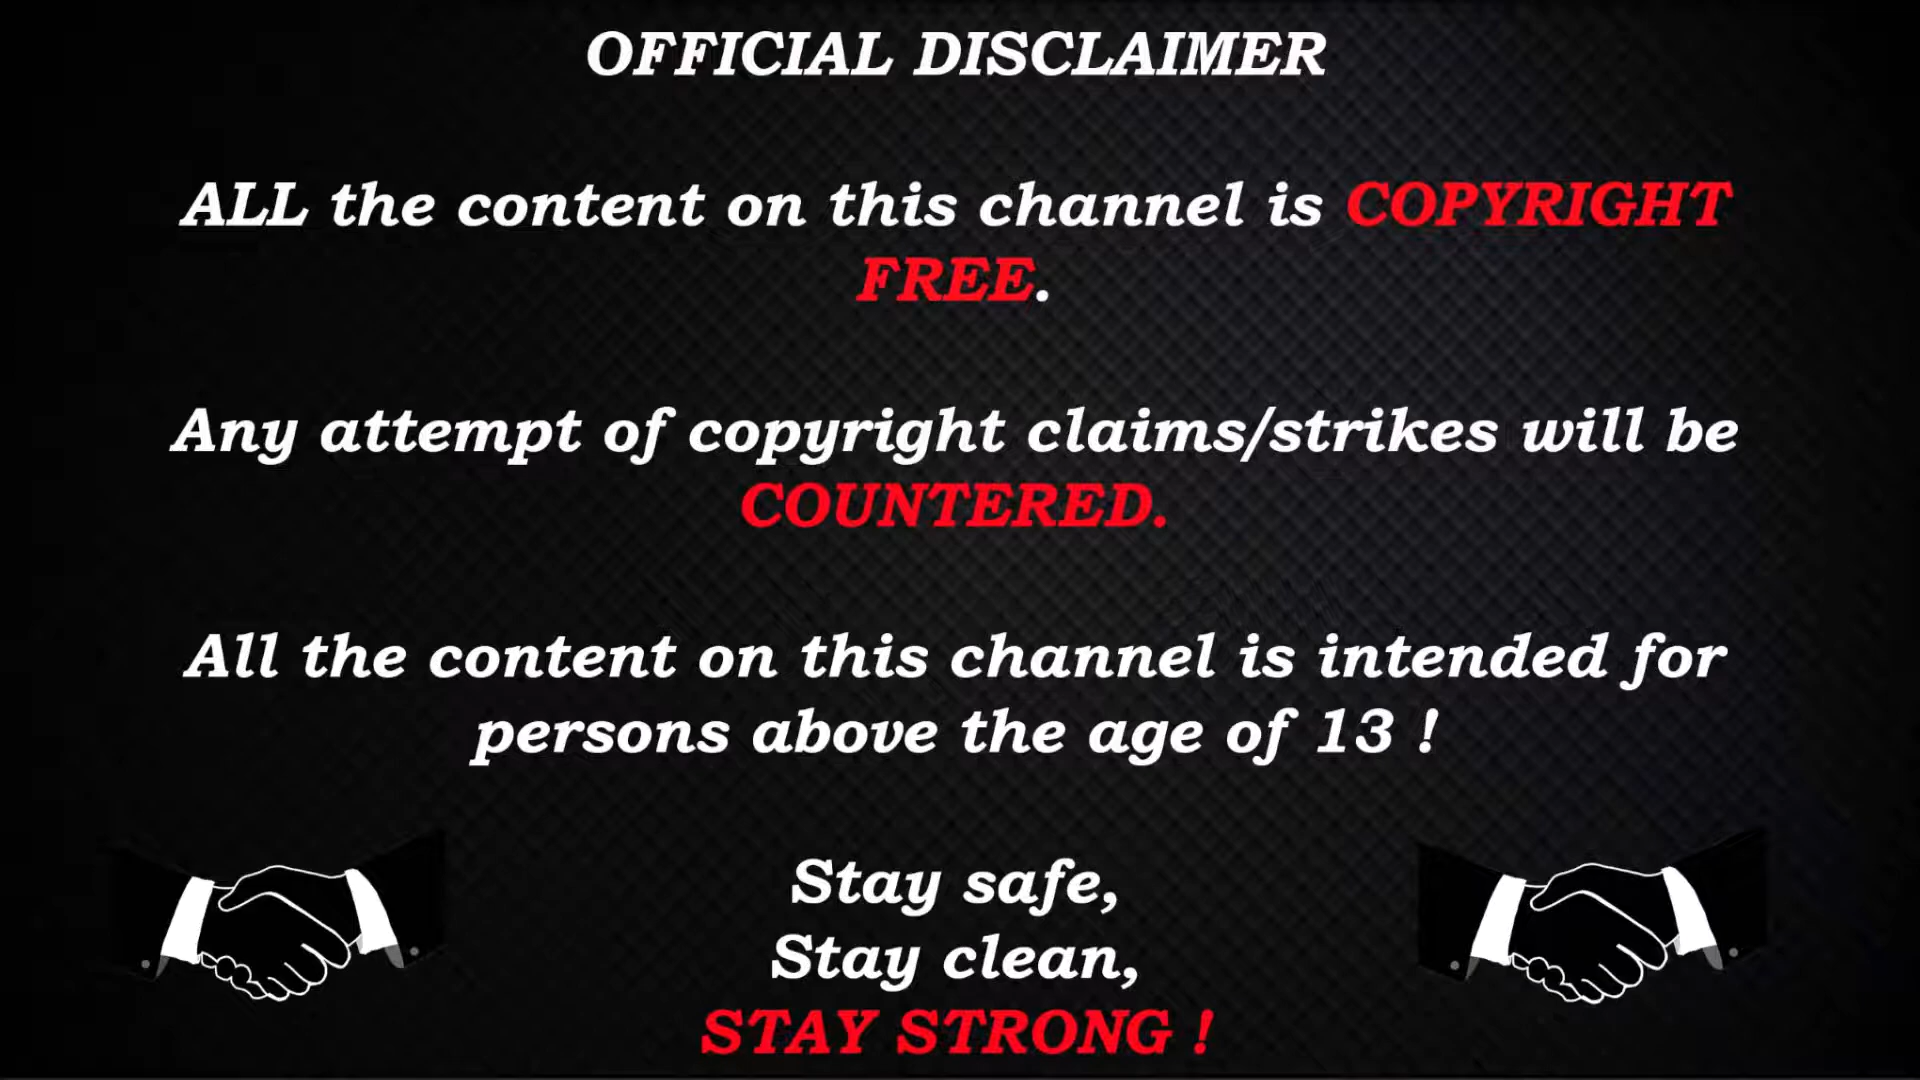 OFFICIAL DISCLAIMER
ALL the content on this channel is COPYRIGHT
FREE.
Any attempt of copyright claims/strikes will be
COUNTERED.
All the content on this channel is intended for
persons above the age of 13 !
Stay safe,
Stay clean,
STAY STRONG !